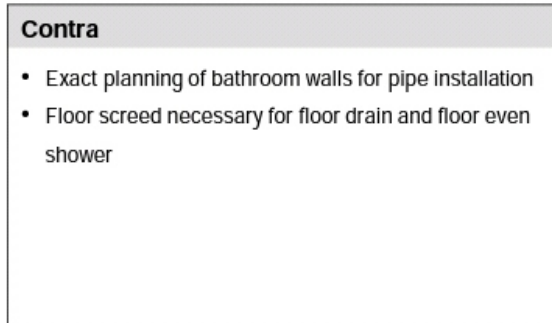 Contra
• Exact planning of bathroom walls for pipe installation
• Floor screed necessary for floor drain and floor even
shower